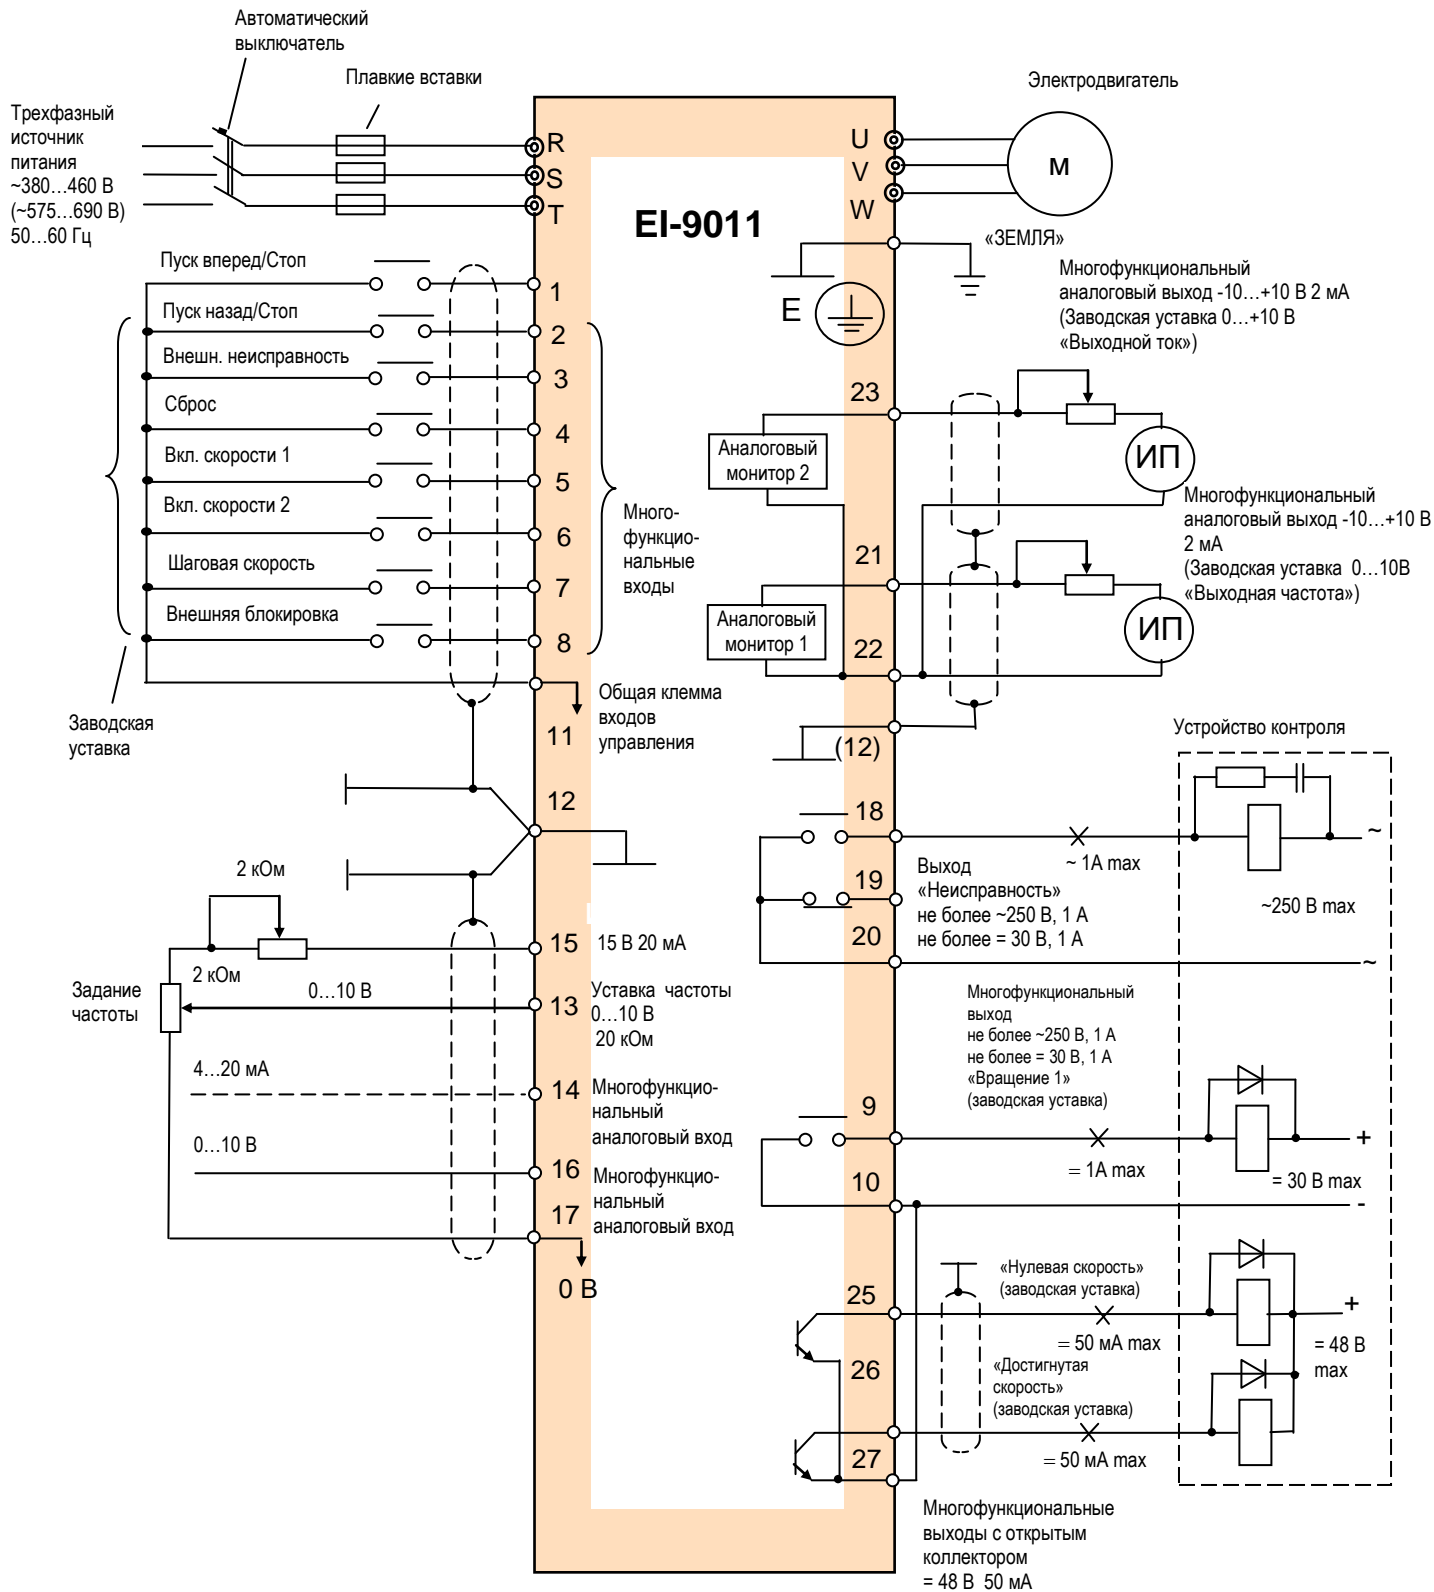 Автоматический
выключатель
Плавкие вставки
Электродвигатель
Трехфазный
источник
питания
~380...460 В
(~575...690 В)
50...60 Гц
R
S
T
EI-9011
U
V
W
М
«ЗЕМЛЯ»
E
Пуск вперед/Стоп
1
Пуск назад/Стоп
2
Внешн. неисправность
3
Сброс
4
Вкл. скорости 1
5
Вкл. скорости 2
6
Шаговая скорость
7
Внешняя блокировка
8
Много-
функцио-
нальные
входы
Заводская
уставка
11
Общая клемма
входов
управления
12
2 кОм
15
15 В 20 мА
2 кОм
Задание
частоты
0...10 В
13
Уставка частоты
0...10 В
20 кОм
4...20 мА
14
Многофункцио-
нальный
аналоговый вход
0...10 В
16
Многофункцио-
нальный
аналоговый вход
17
0 В
Многофункциональный
аналоговый выход -10...+10 В 2 мА
(Заводская уставка 0...+10 В
«Выходной ток»)
23
Аналоговый
монитор 2
ИП
Многофункциональный
аналоговый выход -10...+10 В
2 мА
(Заводская уставка 0...10В
«Выходная частота»)
21
Аналоговый
монитор 1
22
ИП
(12)
Устройство контроля
18
~ 1А max
~
~250 В max
19
Выход
«Неисправность»
не более ~250 В, 1 А
не более = 30 В, 1 А
20
~
Многофункциональный
выход
не более ~250 В, 1 А
не более = 30 В, 1 А
«Вращение 1»
(заводская уставка)
9
= 1А max
+
= 30 В max
10
-
«Нулевая скорость»
(заводская уставка)
25
= 50 мА max
+
= 48 В
max
26
«Достигнутая
скорость»
(заводская уставка)
27
= 50 мА max
Многофункциональные
выходы с открытым
коллектором
= 48 В 50 мА